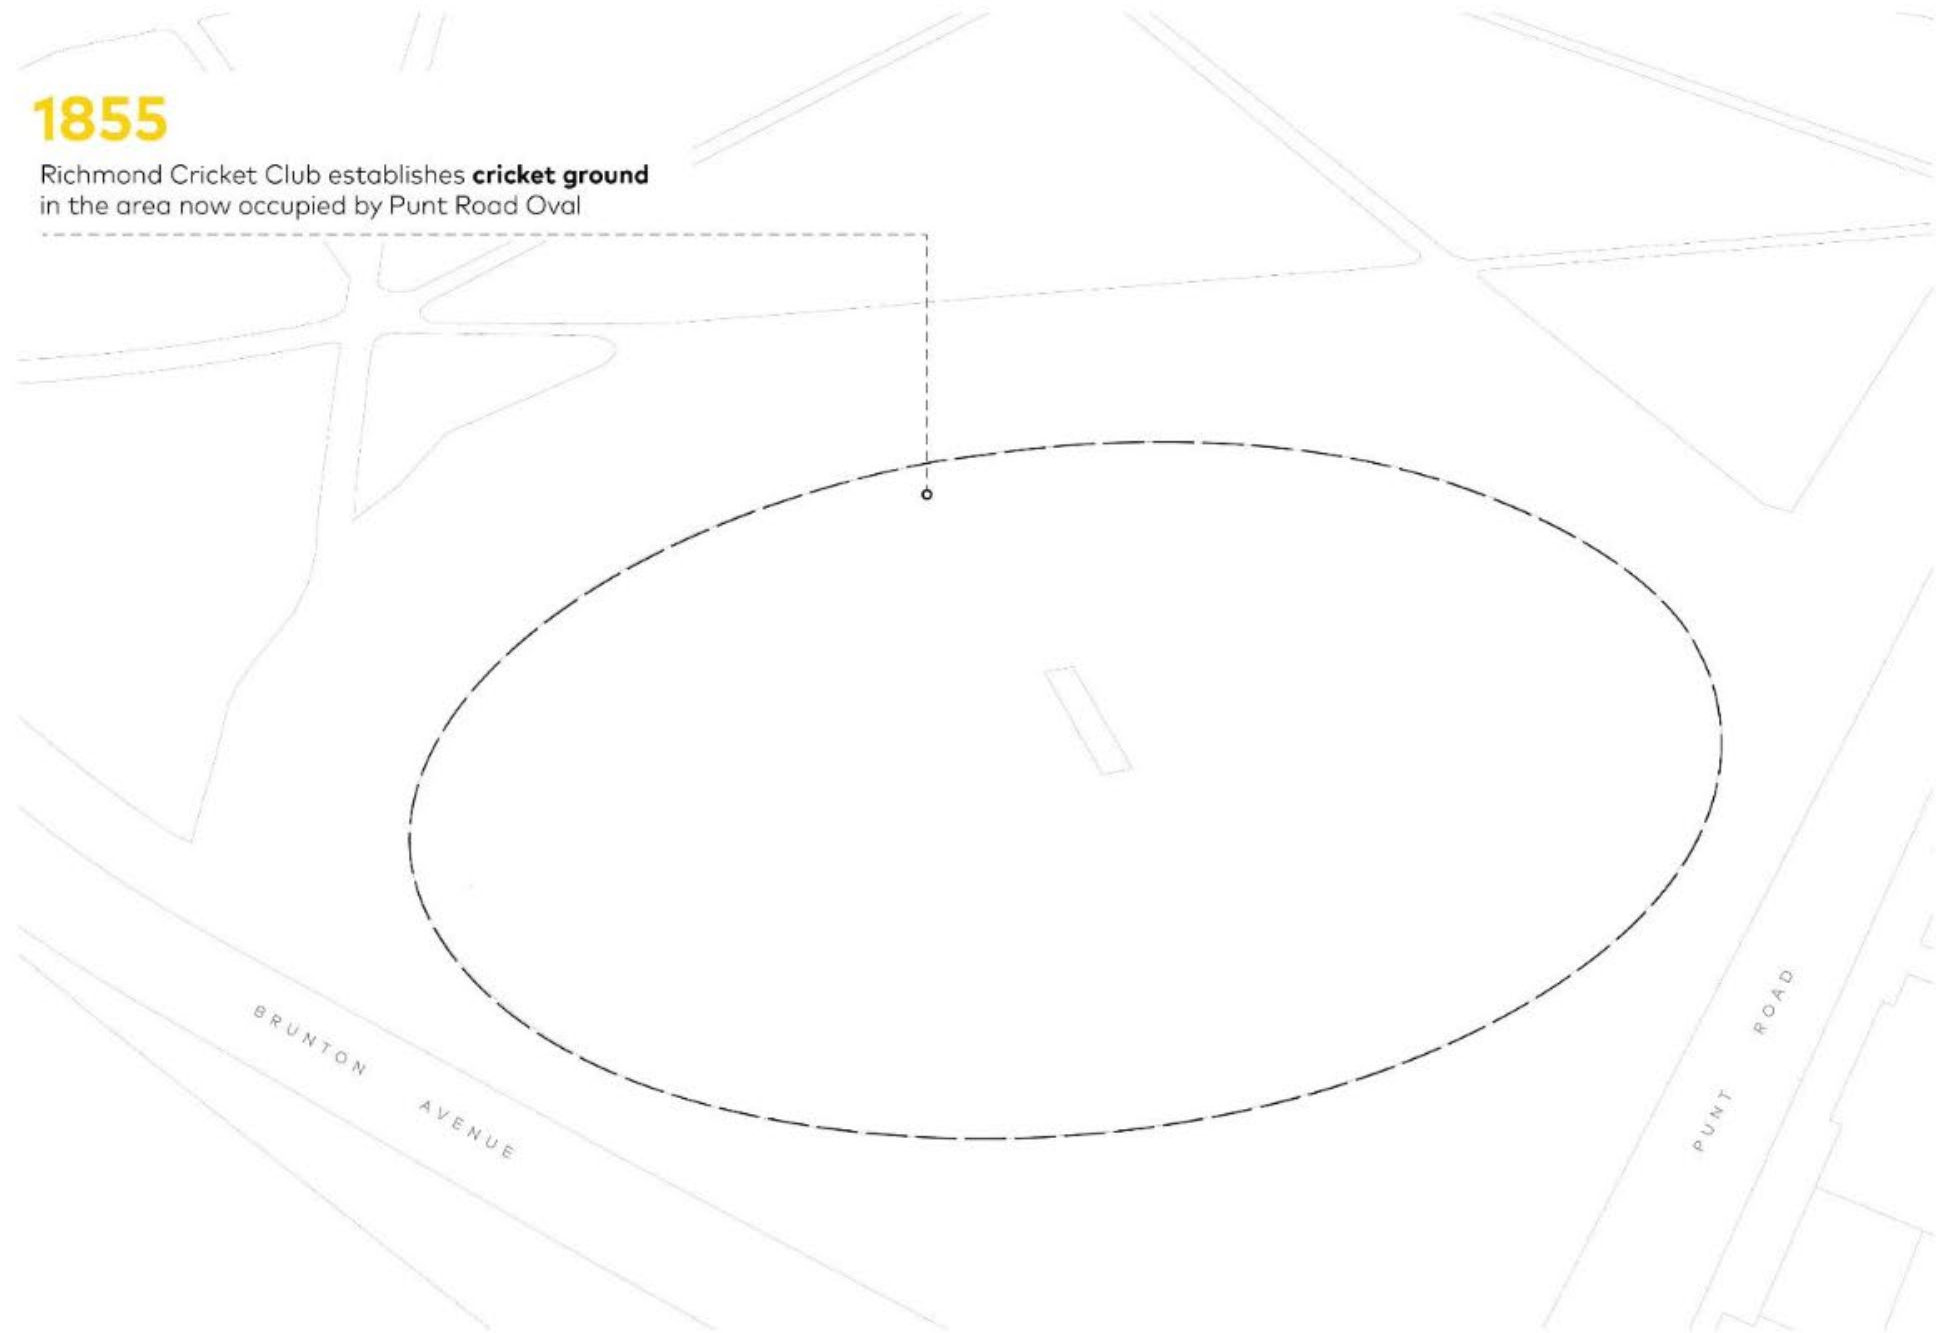 1855
Richmond Cricket Club establishes cricket ground
in the area now occupied by Punt Road Oval
BRUNTON AVENUE
PUNT ROAD